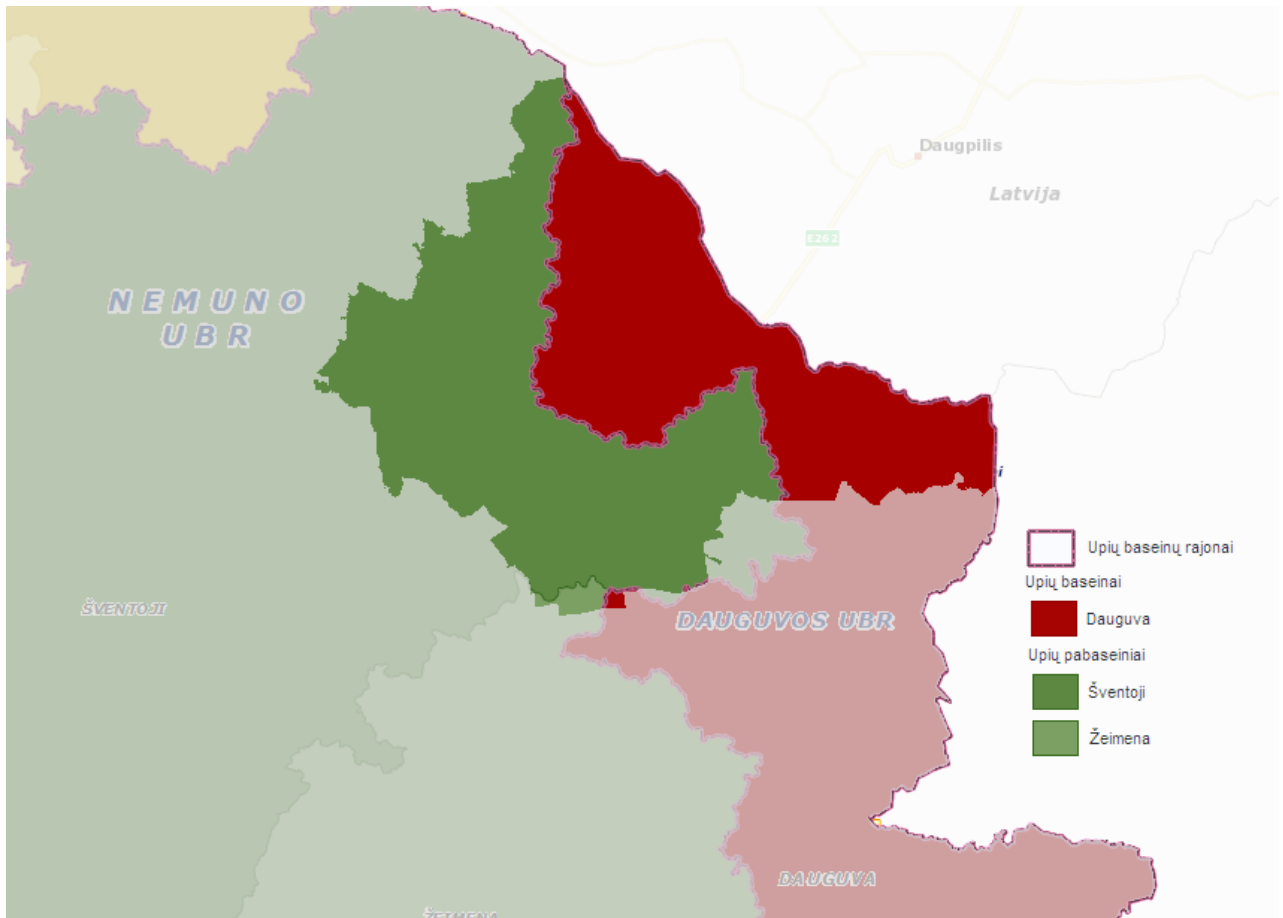 Daugpilis
Latvija
E262
NEMUNO
UBR
i
Upių baseinų rajonai
Upių baseinai
Dauguva
Upių pabaseiniai
Šventoji
Žeimena
ŠVENTOJI
DAUGUVOS UBR
DAUGUVA
ŽEIMENA